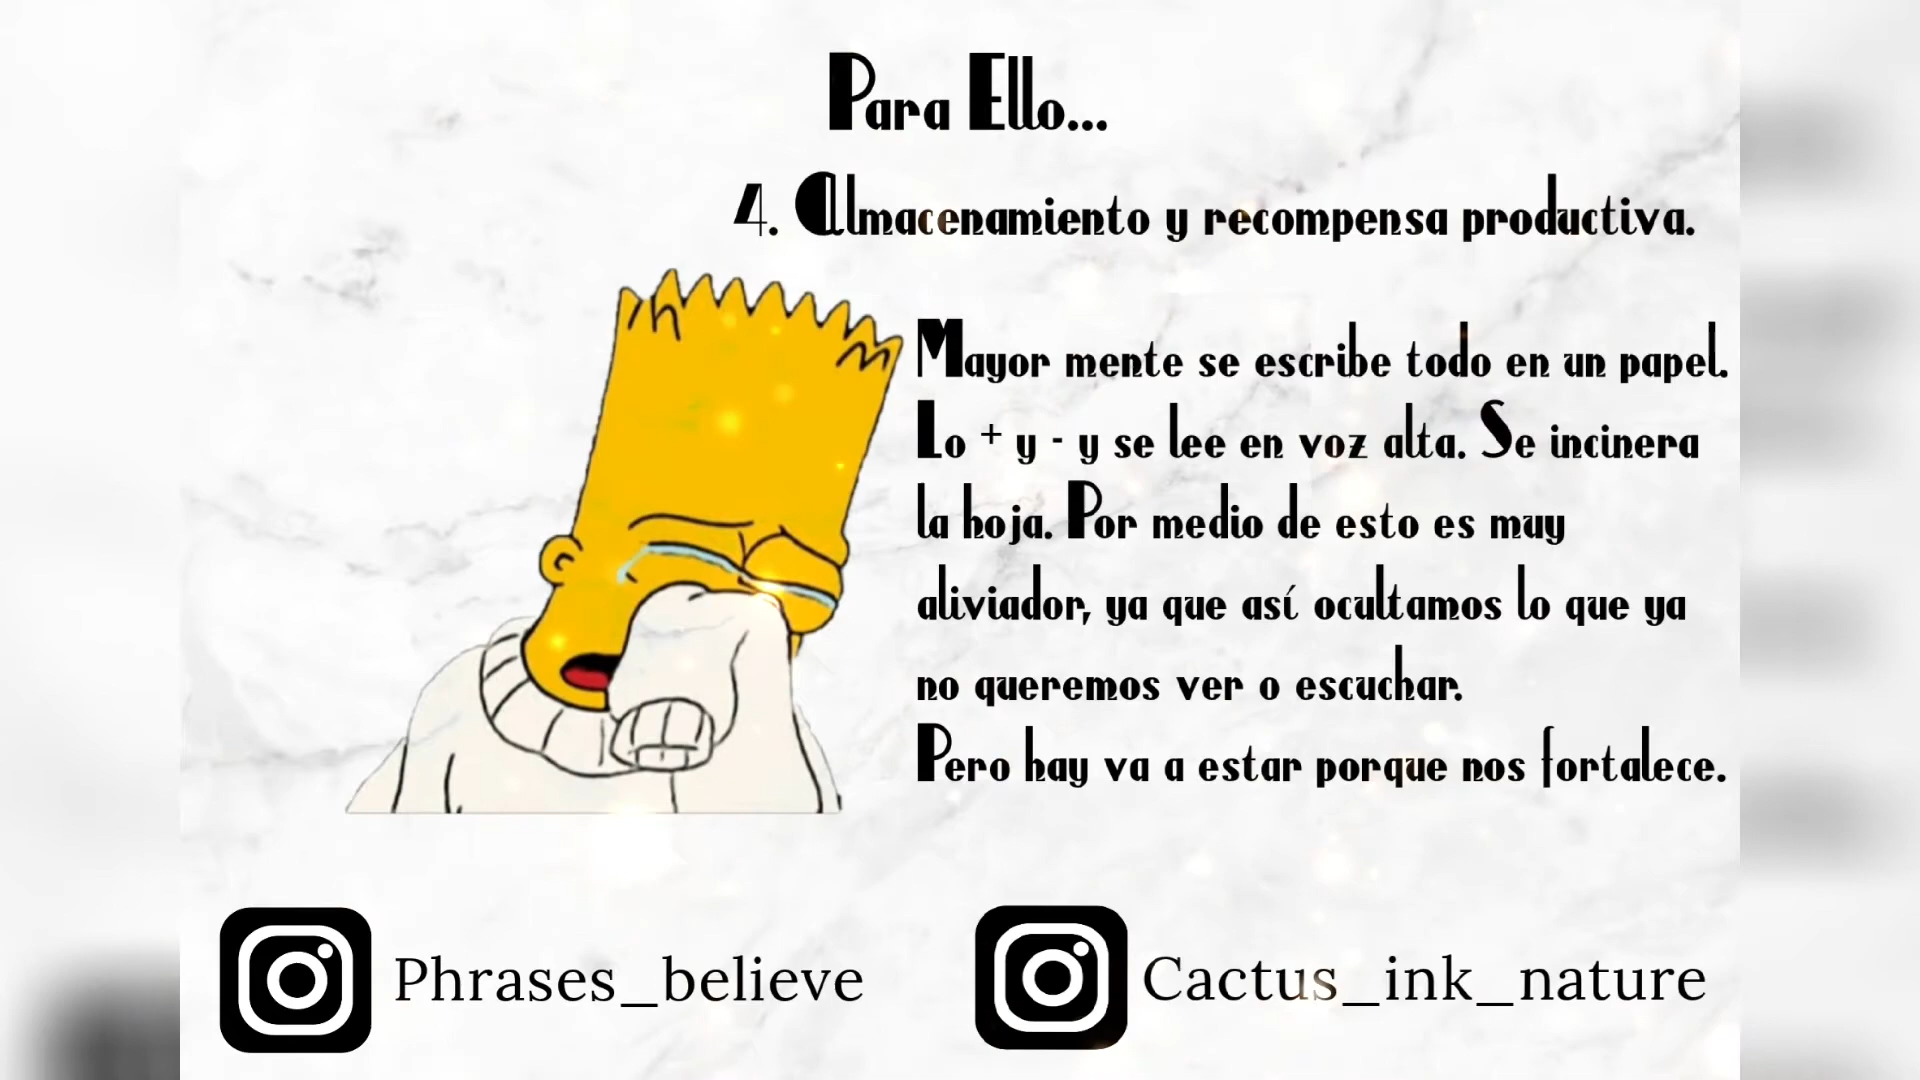 Para Ello...
4. Almacenamiento y recompensa productiva.
Mayor mente se escribe todo en un papel.
Lo + y - y se lee en voz alta. Se incinera
la hoja. Por medio de esto es muy
aliviador, ya que así ocultamos lo que ya
no queremos ver o escuchar.
Pero hay va a estar porque nos fortalece.
Phrases_believe
Cactus_ink_nature